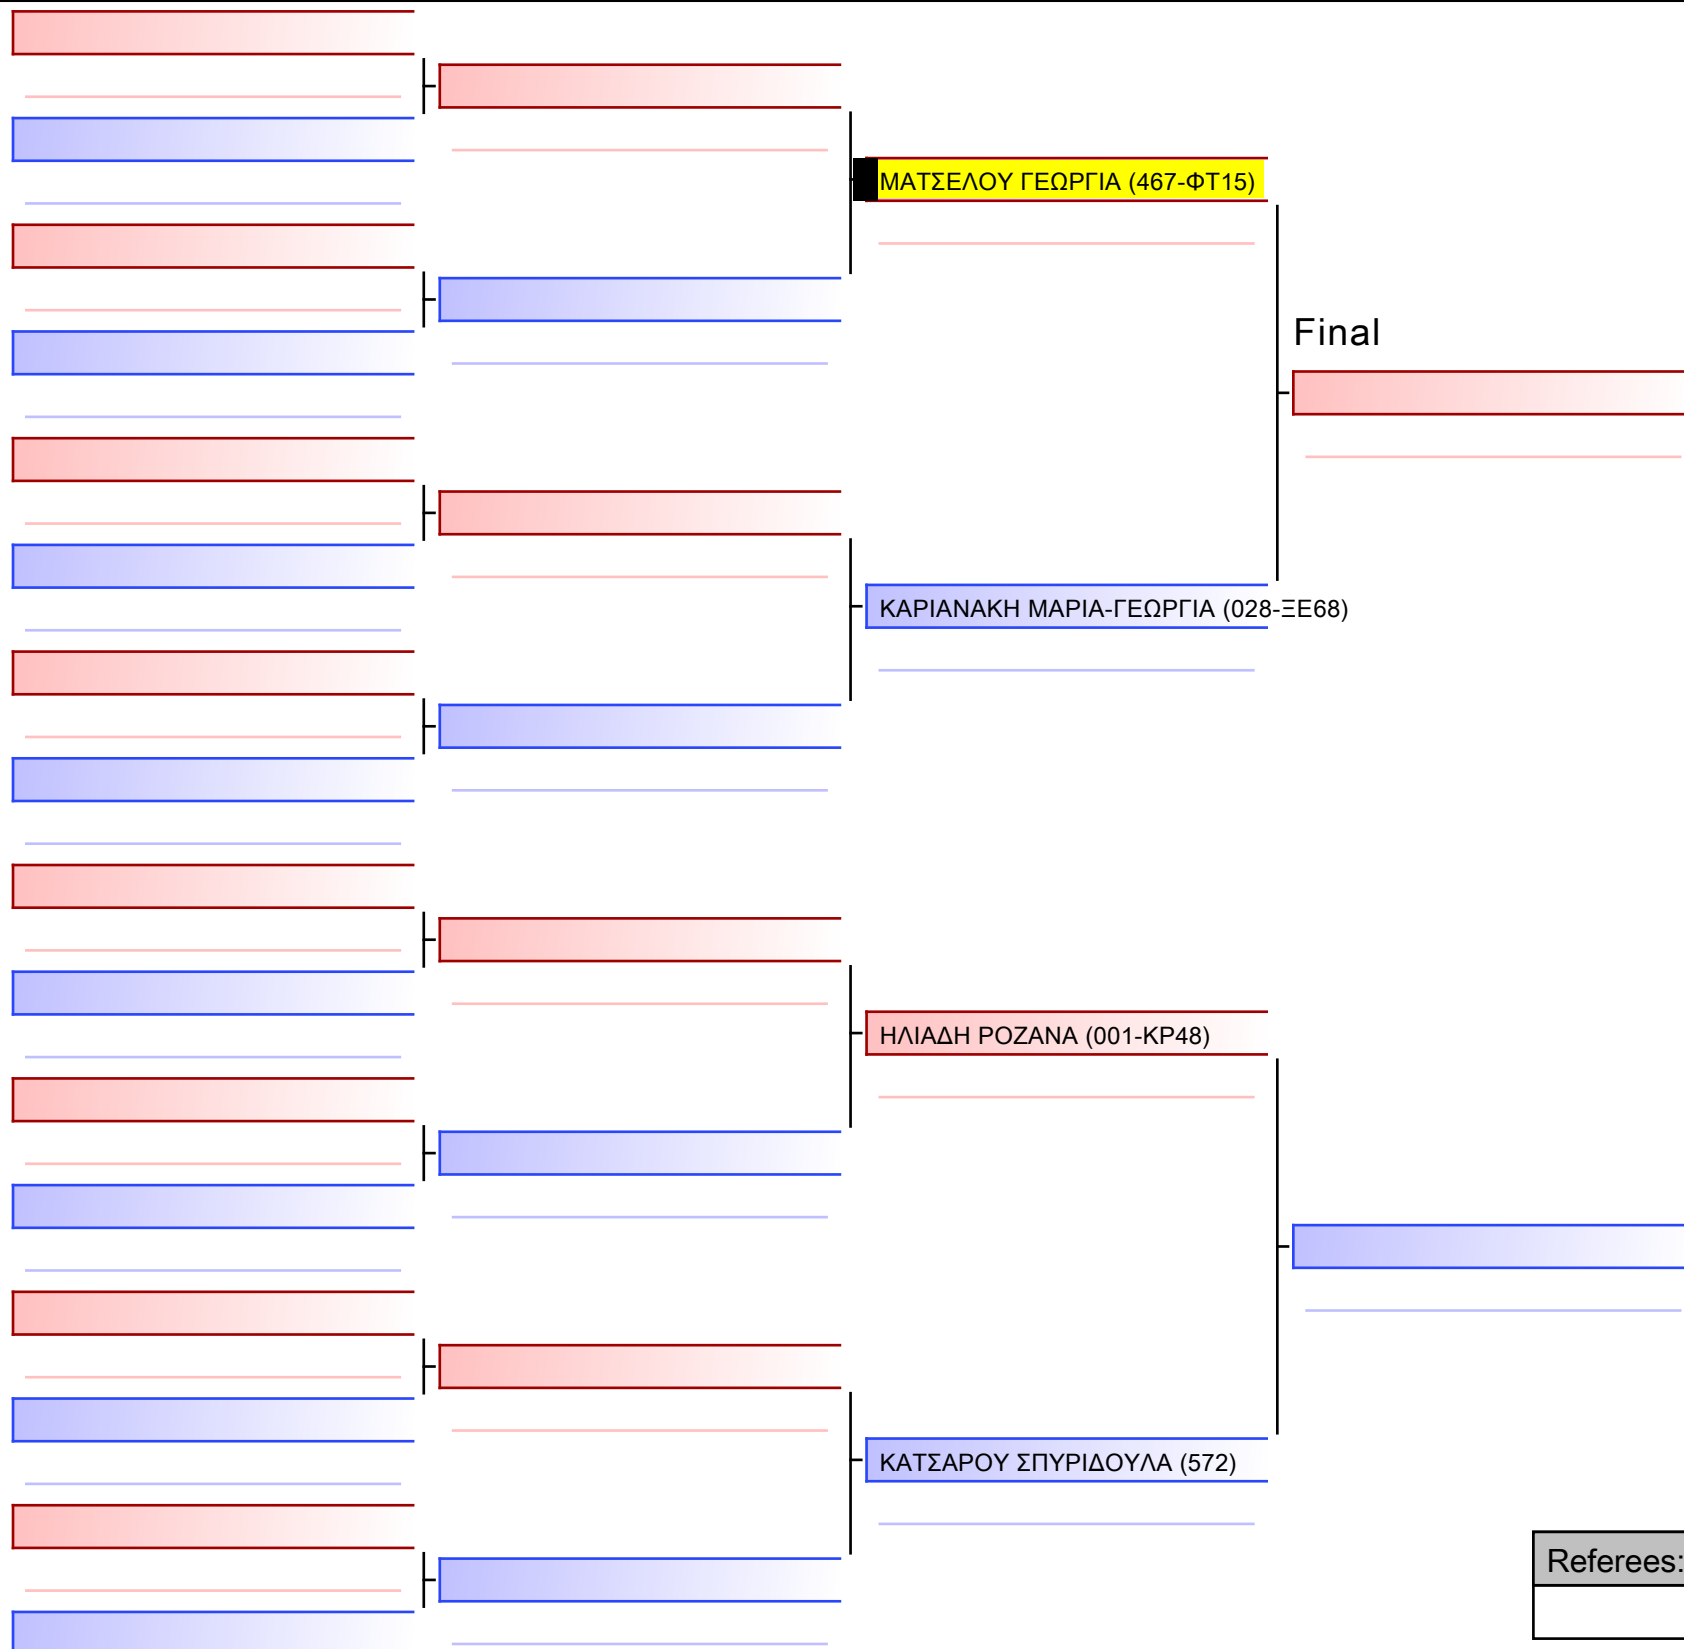 ΜΑΤΣΕΛΟΥ ΓΕΩΡΓΙΑ (467-ΦΤ15)
Final
ΚΑΡΙΑΝΑΚΗ ΜΑΡΙΑ-ΓΕΩΡΓΙΑ (028-ΞΕ68)
ΗΛΙΑΔΗ ΡΟΖΑΝΑ (001-ΚΡ48)
ΚΑΤΣΑΡΟΥ ΣΠΥΡΙΔΟΥΛΑ (572)
Referees: